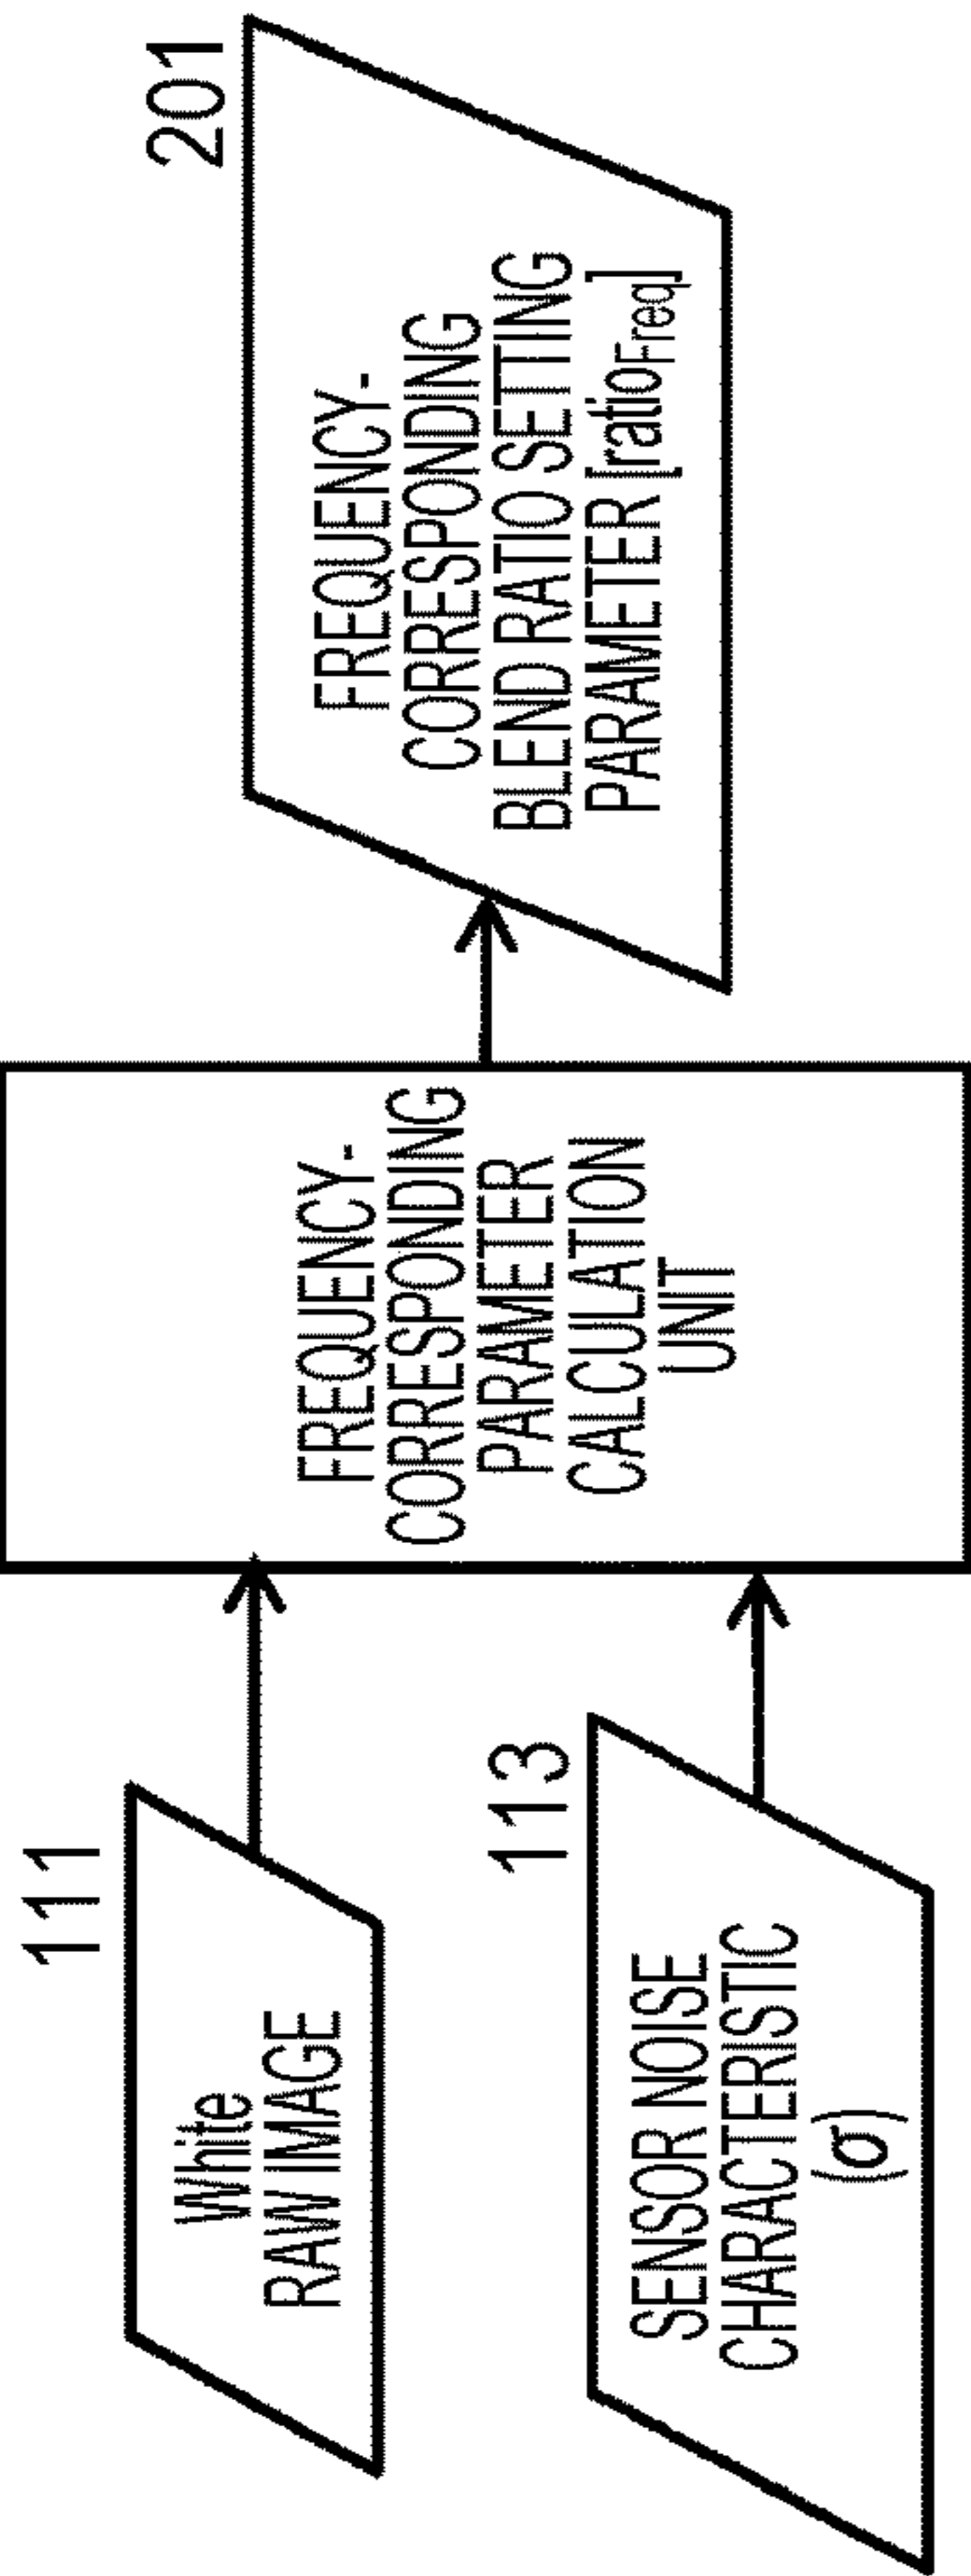 111
White
RAW IMAGE
113
SENSOR NOISE
CHARACTERISTIC
(σ)
FREQUENCY-
CORRESPONDING
PARAMETER
CALCULATION
UNIT
201
FREQUENCY-
CORRESPONDING
BLEND RATIO SETTING
PARAMETER [ratioFreq]